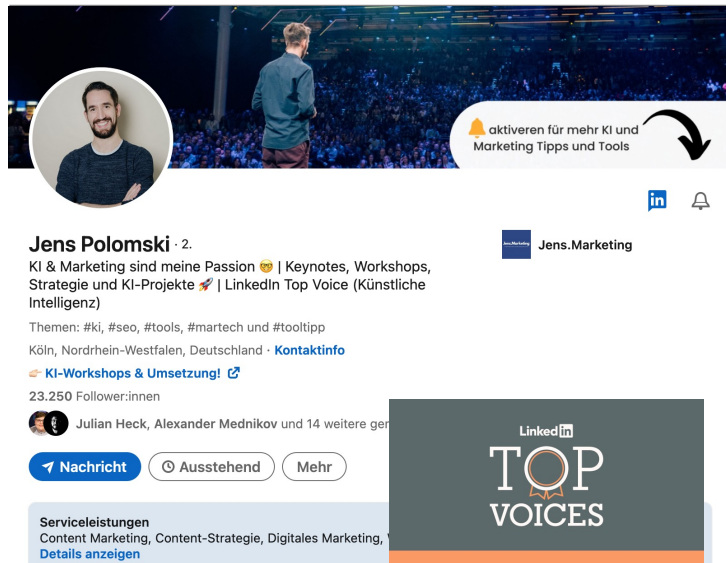 aktiveren für mehr KI und
Marketing Tipps und Tools
in
Jens Polomski · 2.
Jens.Marketing
Jens.Marketing
KI & Marketing sind meine Passion 🤓 | Keynotes, Workshops,
Strategie und KI-Projekte 🚀 | LinkedIn Top Voice (Künstliche
Intelligenz)
Themen: #ki, #seo, #tools, #martech und #tooltipp
Köln, Nordrhein-Westfalen, Deutschland · Kontaktinfo
👉🏻 KI-Workshops & Umsetzung!
23.250 Follower:innen
Julian Heck, Alexander Mednikov und 14 weitere ger
Nachricht
Ausstehend
Mehr
Linked in
TOP
VOICES
Serviceleistungen
Content Marketing, Content-Strategie, Digitales Marketing,
Details anzeigen